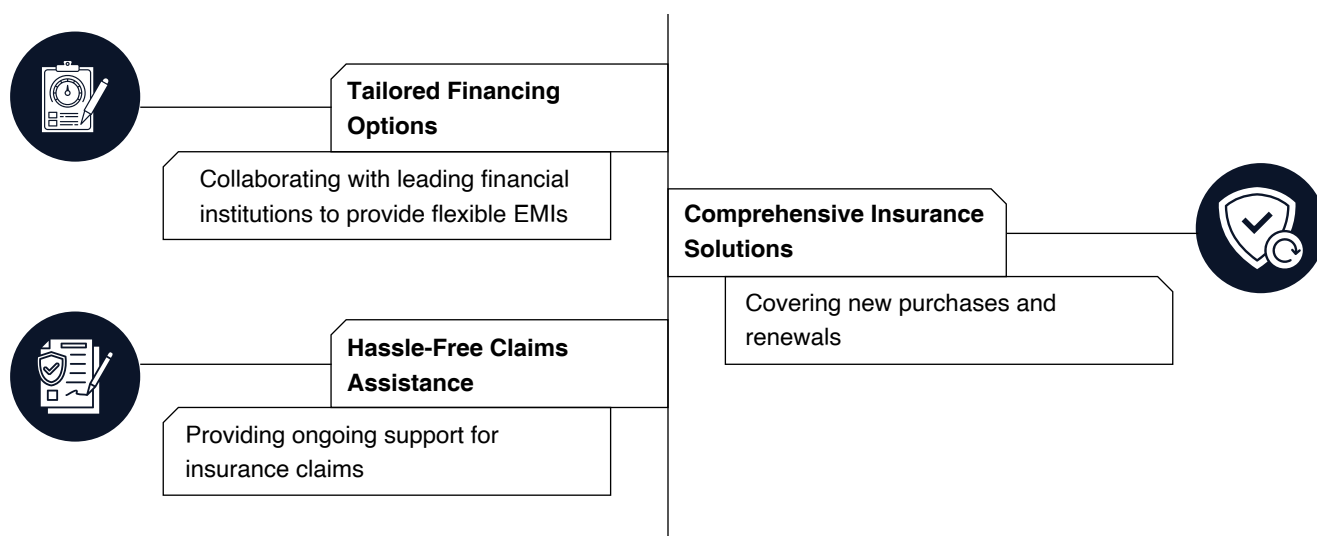 Tailored Financing
Options
Collaborating with leading financial
institutions to provide flexible EMIs
Comprehensive Insurance
Solutions
Covering new purchases and
renewals
Hassle-Free Claims
Assistance
Providing ongoing support for
insurance claims